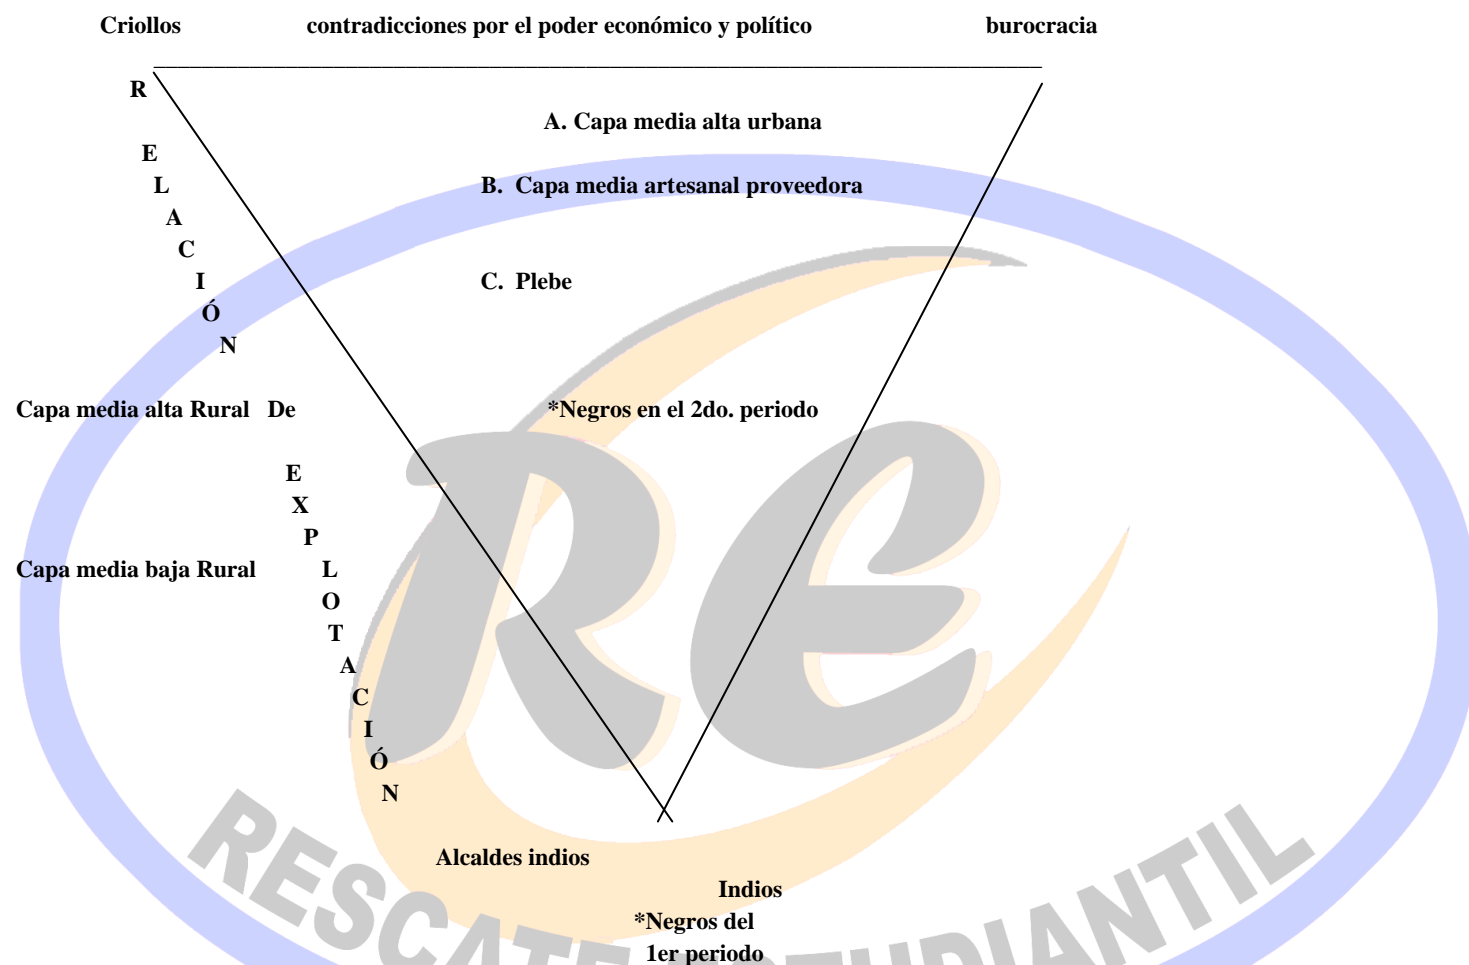 Criollos contradicciones por el poder económico y político burocracia
R
A. Capa media alta urbana
E
L B. Capa media artesanal proveedora
A
C
I C. Plebe
Ó
N
Capa media alta Rural De *Negros en el 2do. periodo
E
X
P
Capa media baja Rural L
O
T
A
C
I
Ó
N
Alcaldes indios
Indios
*Negros del
1er periodo
RE
RESCATE ESTUDIANTIL